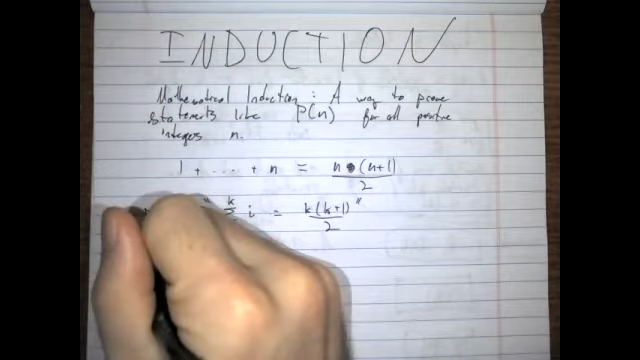 INDUCTION
Mathematical Induction : A way to prove
statements like P(n) for all positive
integers n.
1 + ... + n = n • (n+1) / 2
" k Σ i = k(k+1) / 2 "